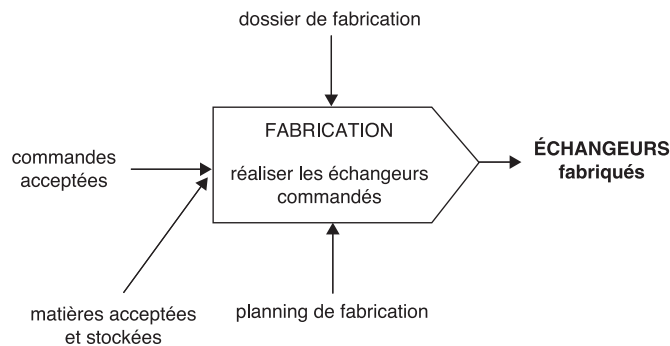 dossier de fabrication
FABRICATION
réaliser les échangeurs
commandés
commandes
acceptées
ÉCHANGEURS
fabriqués
matières acceptées
et stockées
planning de fabrication